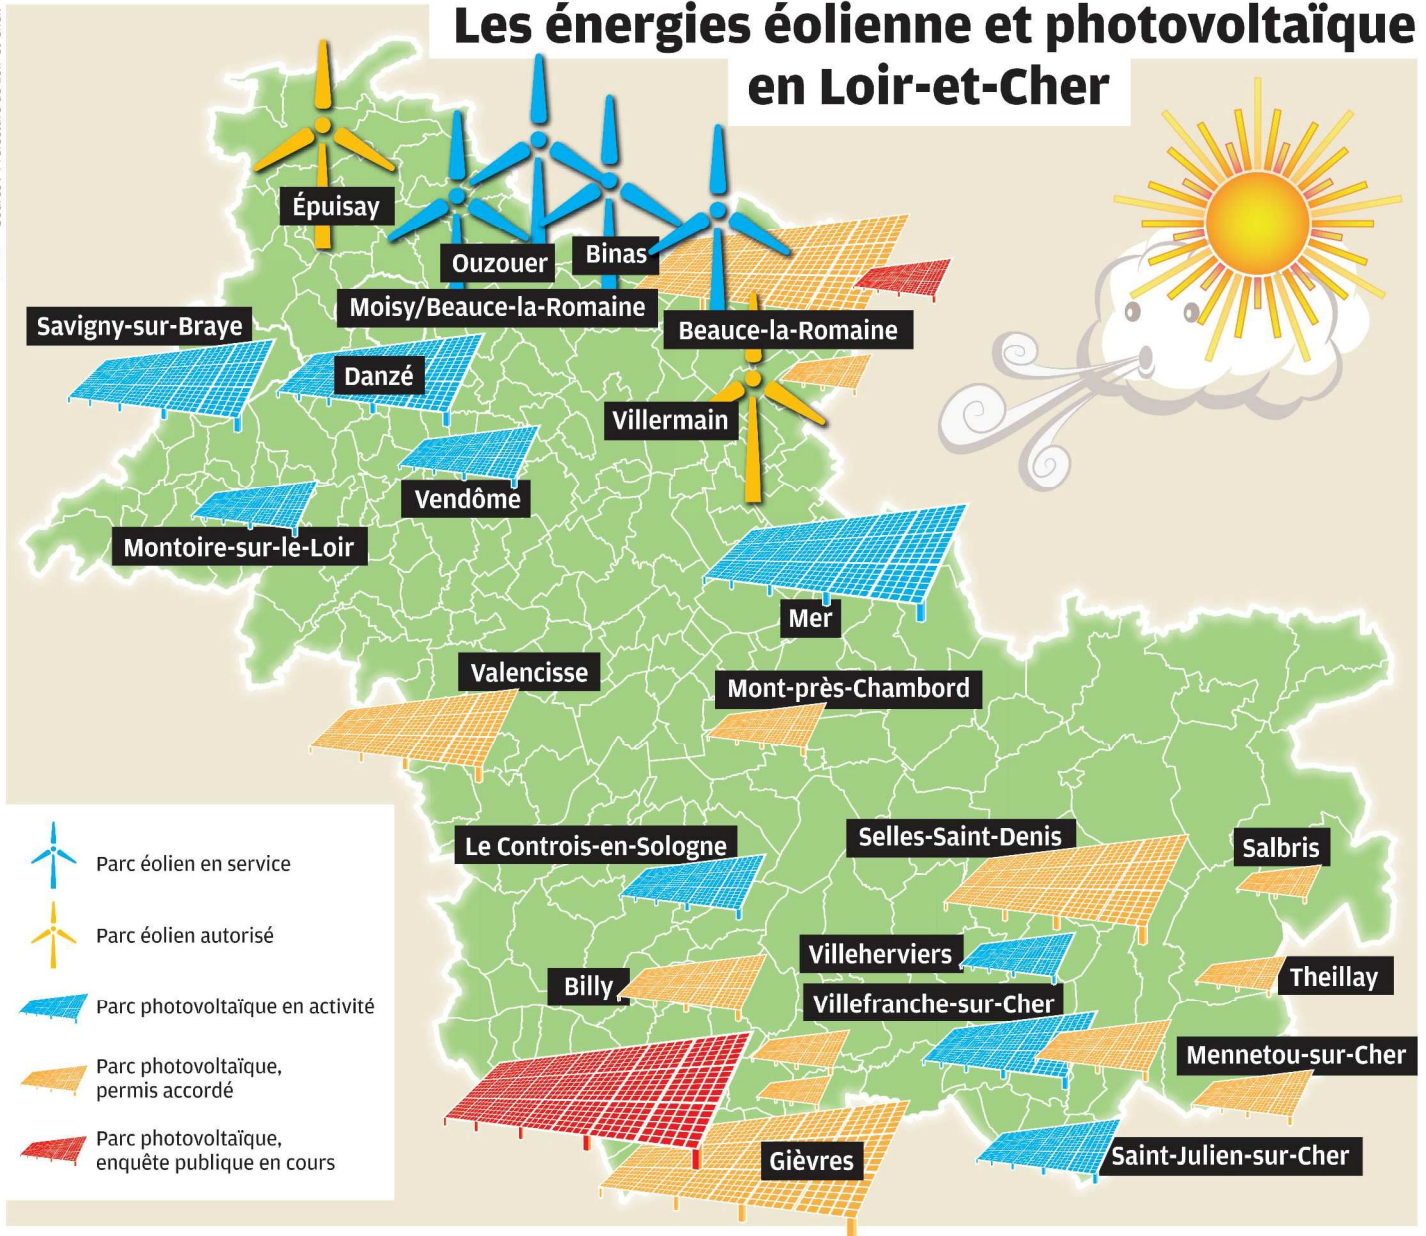 Les énergies éolienne et photovoltaïque
en Loir-et-Cher
Épuisay
Ouzouer
Binas
Moisy/Beauce-la-Romaine
Savigny-sur-Braye
Beauce-la-Romaine
Danzé
Villermain
Vendôme
Montoire-sur-le-Loir
Mer
Valencisse
Mont-près-Chambord
Le Controis-en-Sologne
Selles-Saint-Denis
Salbris
Villeherviers
Billy
Theillay
Villefranche-sur-Cher
Mennetou-sur-Cher
Gièvres
Saint-Julien-sur-Cher
Parc éolien en service
Parc éolien autorisé
Parc photovoltaïque en activité
Parc photovoltaïque,
permis accordé
Parc photovoltaïque,
enquête publique en cours